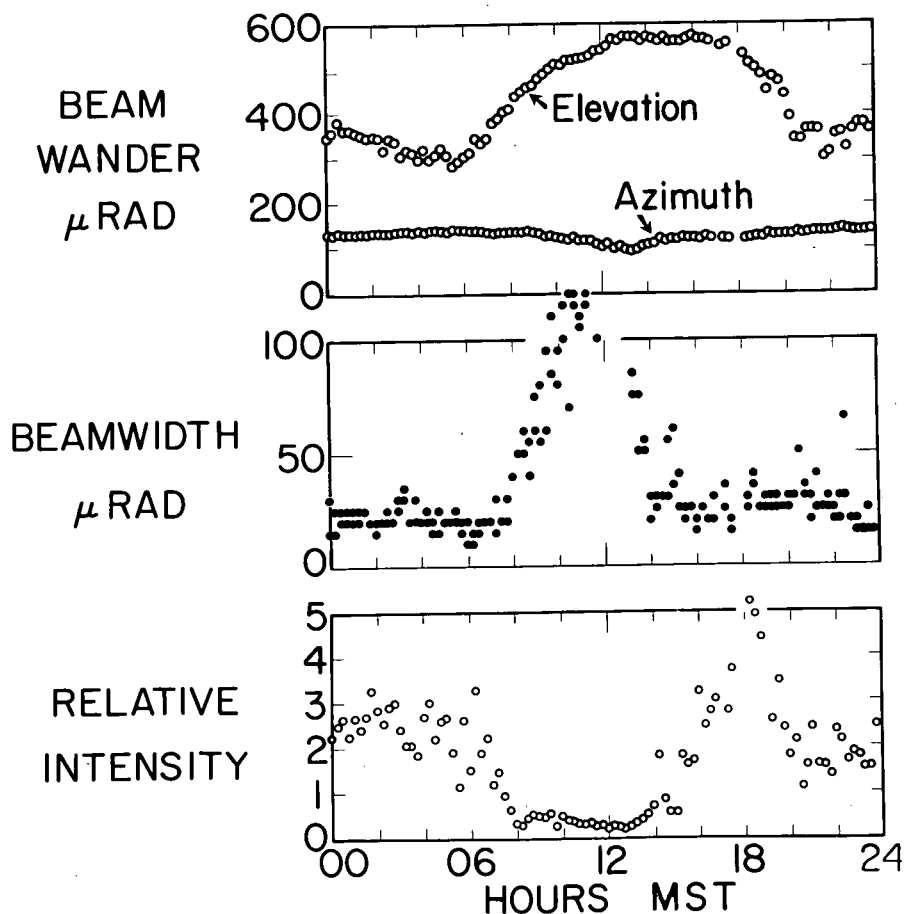 600
400
200
0
BEAM
WANDER
μ RAD
Elevation
Azimuth
100
50
0
BEAMWIDTH
μ RAD
5
4
3
2
1
0
RELATIVE
INTENSITY
00 06 12 18 24
HOURS MST